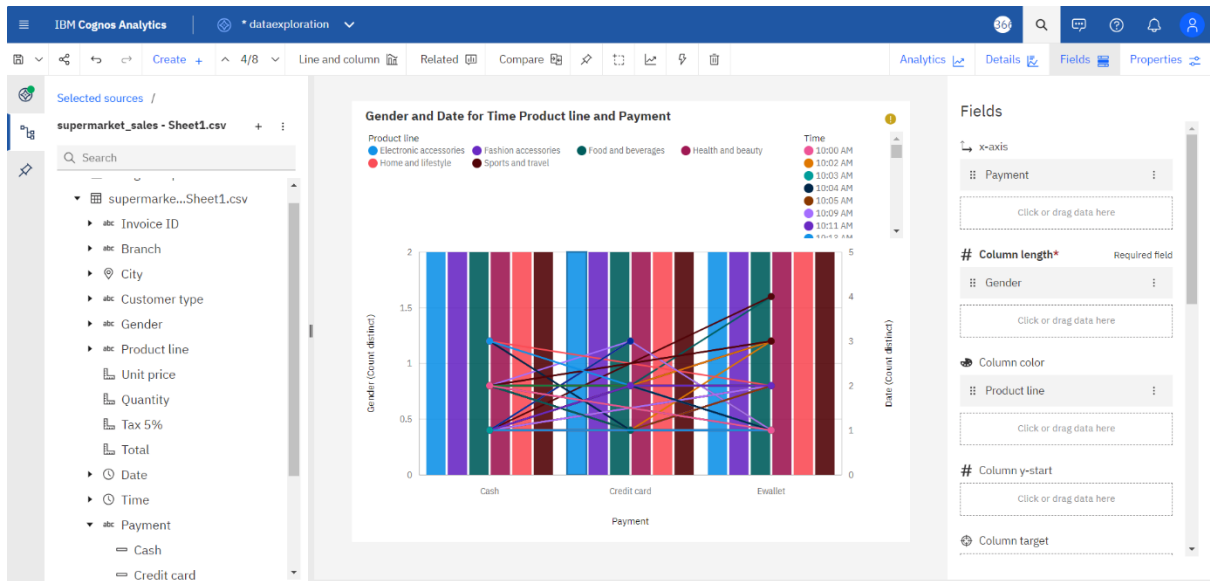 IBM Cognos Analytics
* dataexploration
Create +
4/8
Line and column
Related
Compare
Analytics
Details
Fields
Properties
Selected sources /
supermarket_sales - Sheet1.csv
Search
supermarke...Sheet1.csv
abc Invoice ID
abc Branch
City
abc Customer type
abc Gender
abc Product line
Unit price
Quantity
Tax 5%
Total
Date
Time
abc Payment
Cash
Credit card
Gender and Date for Time Product line and Payment
Product line
Electronic accessories Fashion accessories Food and beverages Health and beauty
Home and lifestyle Sports and travel
Time
10:00 AM
10:02 AM
10:03 AM
10:04 AM
10:05 AM
10:09 AM
10:11 AM
Gender (Count distinct)
2
1.5
1
0.5
0
5
4
3
2
1
0
Date (Count distinct)
Cash Credit card Ewallet
Payment
Fields
x-axis
Payment
Click or drag data here
# Column length* Required field
Gender
Click or drag data here
Column color
Product line
Click or drag data here
# Column y-start
Click or drag data here
Column target